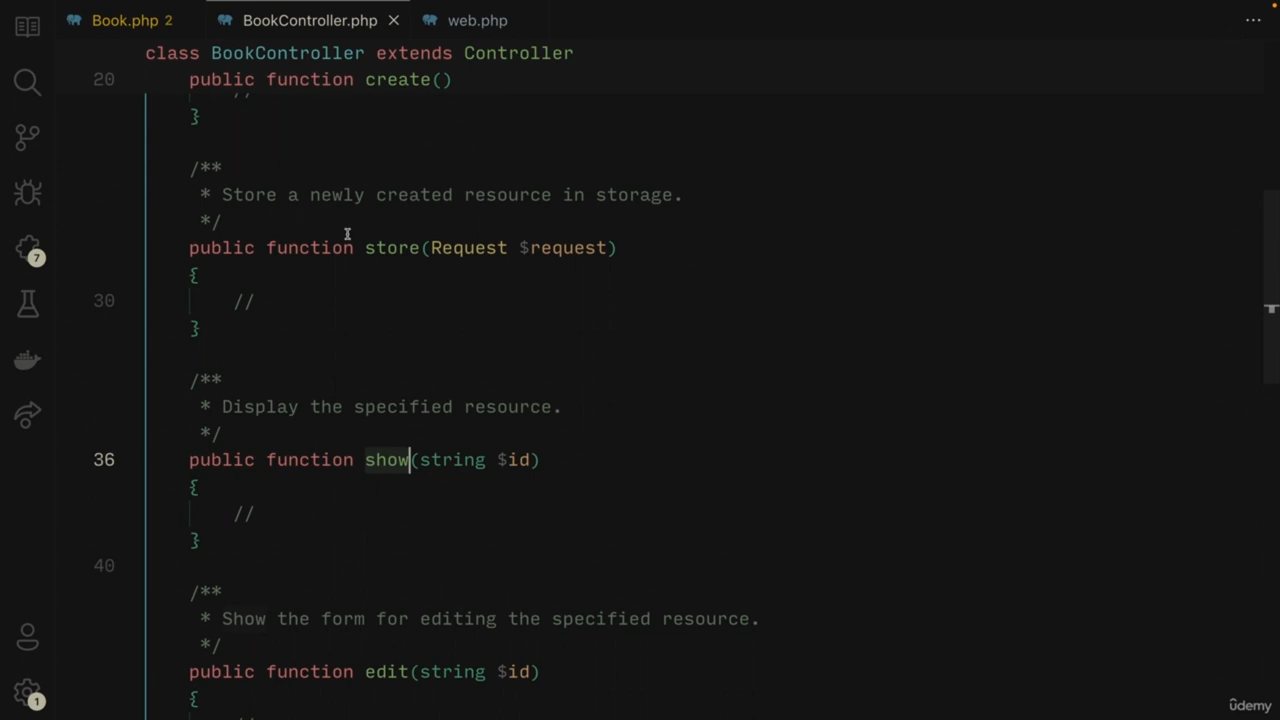 Book.php 2 BookController.php web.php
class BookController extends Controller
20 public function create()
//
}
/**
* Store a newly created resource in storage.
*/
public function store(Request $request)
{
30 //
}
/**
* Display the specified resource.
*/
36 public function show(string $id)
{
//
}
40
/**
* Show the form for editing the specified resource.
*/
public function edit(string $id)
{
7
1
udemy